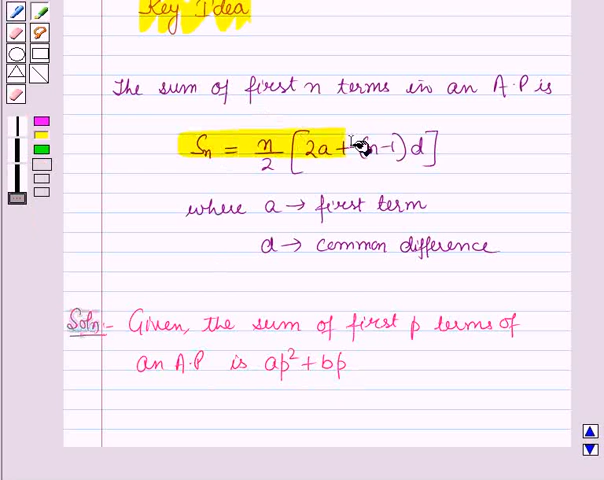 Key Idea
The sum of first n terms in an A.P is
Sn = n/2 [2a+(n-1)d]
where a → first term
d → common difference
Soln:- Given, the sum of first p terms of
an A.P is ap²+bp